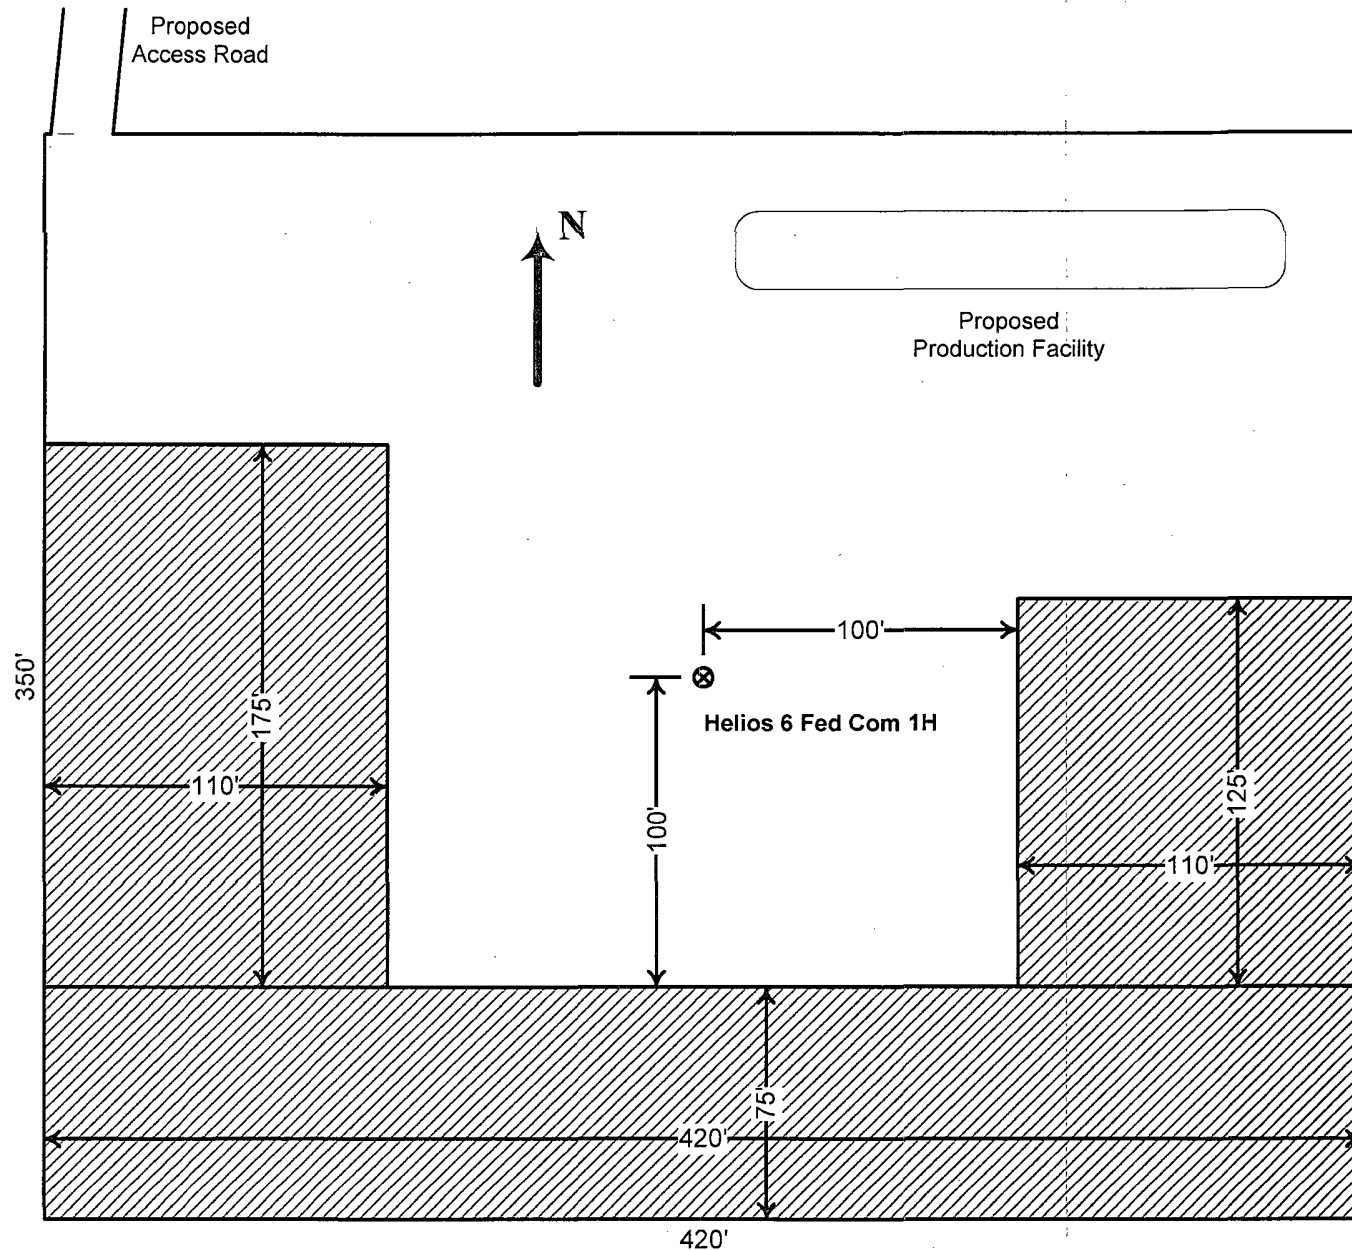 Proposed
Access Road
N
Proposed
Production Facility
100'
Helios 6 Fed Com 1H
350'
175'
110'
100'
125'
110'
75'
420'
420'